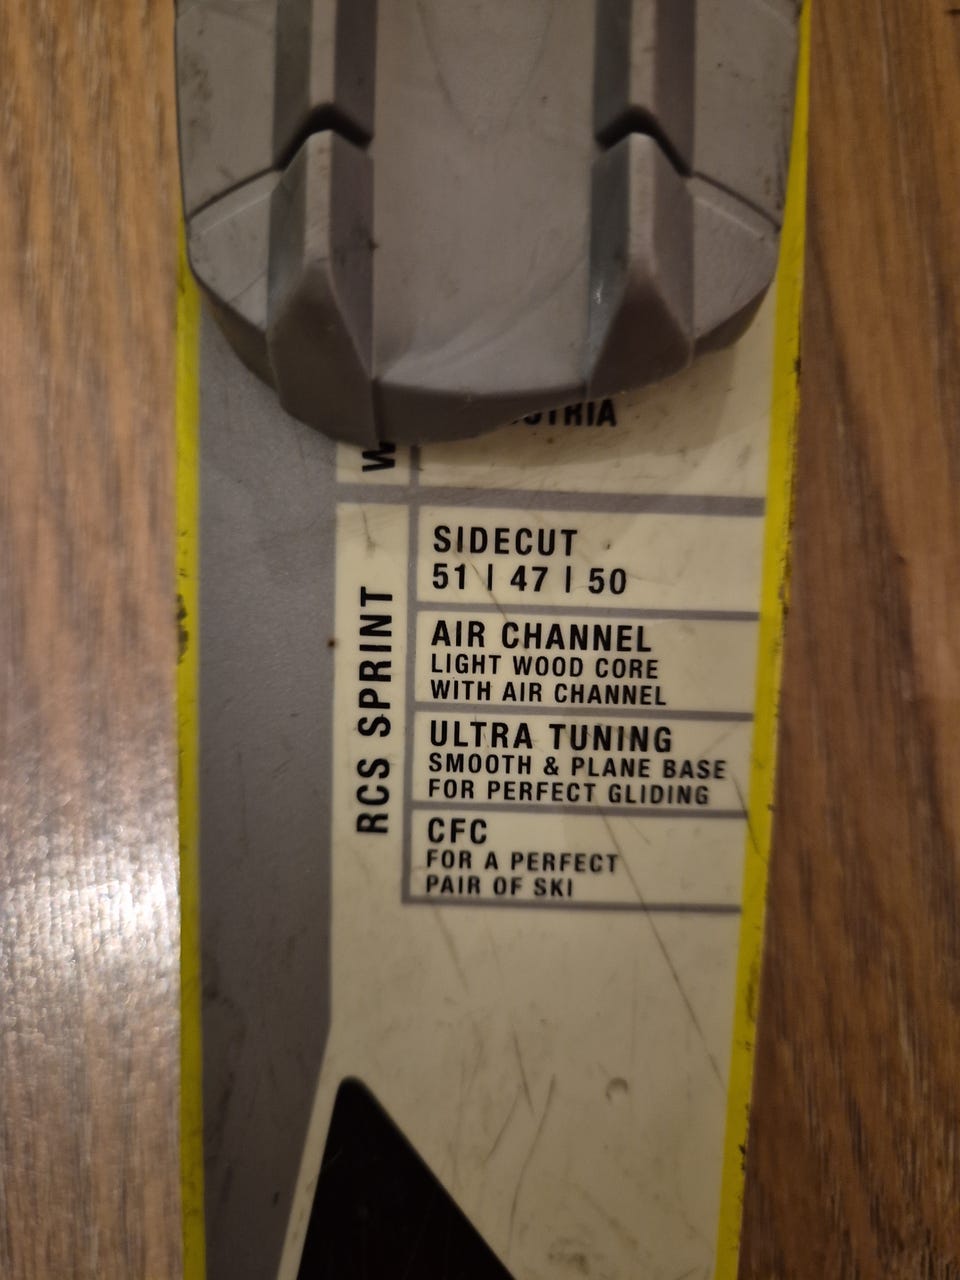 SIDECUT
51 | 47 | 50
AIR CHANNEL
LIGHT WOOD CORE
WITH AIR CHANNEL
ULTRA TUNING
SMOOTH & PLANE BASE
FOR PERFECT GLIDING
CFC
FOR A PERFECT
PAIR OF SKI
RCS SPRINT